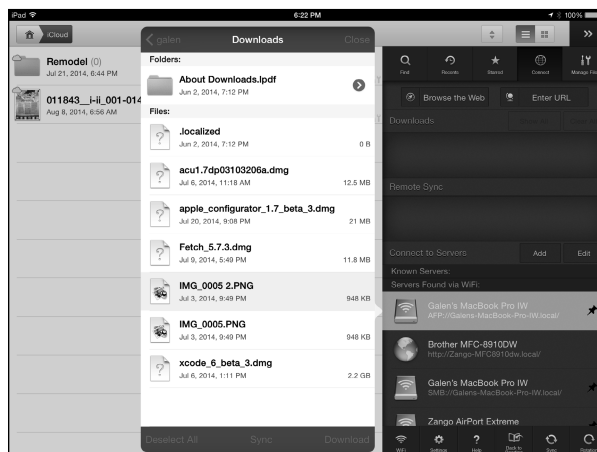 iPad
6:22 PM
100%
iCloud
Remodel (0)
Jul 21, 2014, 6:44 PM
011843__i-ii_001-014
Aug 8, 2014, 6:56 AM
galen
Downloads
Close
Folders:
About Downloads.lpdf
Jun 2, 2014, 7:12 PM
Files:
.localized
Jun 2, 2014, 7:12 PM
0 B
acu1.7dp03103206a.dmg
Jul 6, 2014, 11:18 AM
12.5 MB
apple_configurator_1.7_beta_3.dmg
Jul 20, 2014, 9:08 PM
21 MB
Fetch_5.7.3.dmg
Jul 9, 2014, 5:49 PM
11.8 MB
IMG_0005 2.PNG
Jul 3, 2014, 9:49 PM
948 KB
IMG_0005.PNG
Jul 3, 2014, 9:49 PM
948 KB
xcode_6_beta_3.dmg
Jul 6, 2014, 1:11 PM
2.2 GB
Deselect All
Sync
Download
Find
Recents
Starred
Connect
Manage File
Browse the Web
Enter URL
Downloads
Remote Sync
Connect to Servers
Add
Edit
Known Servers:
Servers Found via WiFi:
Galen's MacBook Pro IW
AFP://Galens-MacBook-Pro-IW.local/
Brother MFC-8910DW
http://Zango-MFC8910dw.local/
Galen's MacBook Pro IW
SMB://Galens-MacBook-Pro-IW.local/
Zango AirPort Extreme
WiFi
Settings
Help
Back to
Sync
Rotation